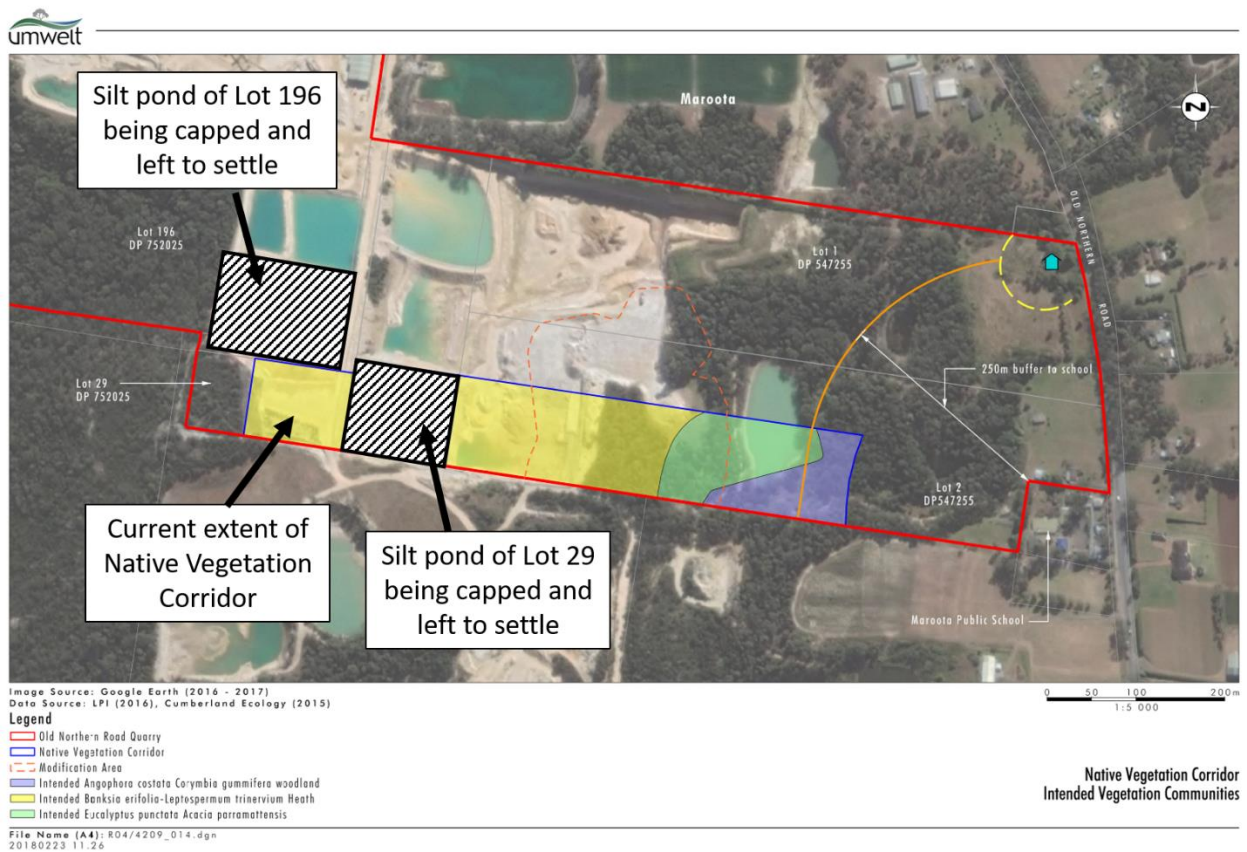 umwelt
Silt pond of Lot 196
being capped and
left to settle
Maroota
N
OLD NORTHERN
ROAD
Lot 196
DP 752025
Lot 1
DP 547255
250m buffer to school
Lot 29
DP 752025
Lot 2
DP547255
Current extent of
Native Vegetation
Corridor
Silt pond of Lot 29
being capped and
left to settle
Maroota Public School
Image Source: Google Earth (2016 - 2017)
Data Source: LPI (2016), Cumberland Ecology (2015)
0 50 100 200m
1:5 000
Legend
Old Northern Road Quarry
Native Vegetation Corridor
Modification Area
Intended Angophora costata Corymbia gummifera woodland
Intended Banksia erifolia-Leptospermum trinervium Heath
Intended Eucalyptus punctata Acacia parramattensis
Native Vegetation Corridor
Intended Vegetation Communities
File Name (A4): R04/4209_014.dgn
20180223 11.26